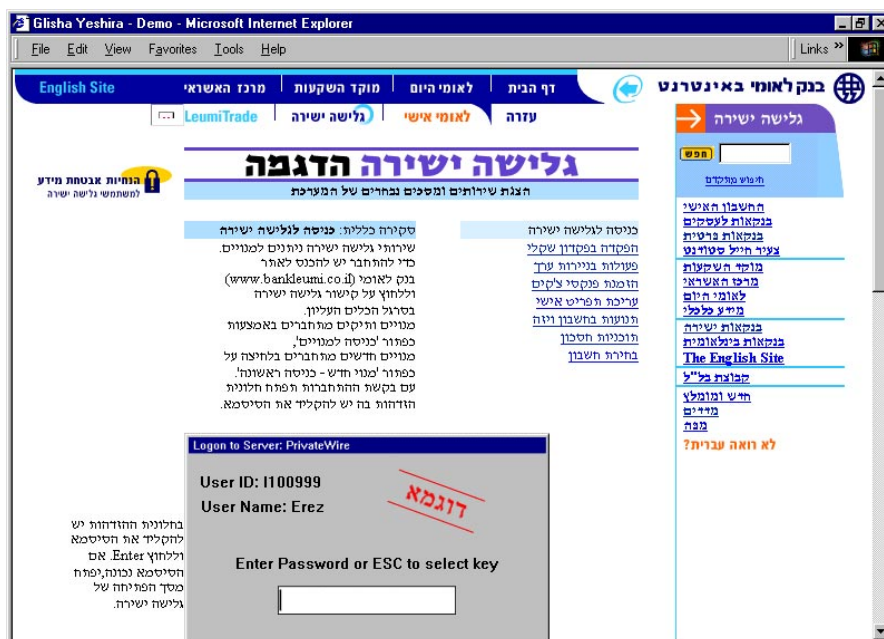 Glisha Yeshira - Demo - Microsoft Internet Explorer
File Edit View Favorites Tools Help
Links »
בנק לאומי באינטרנט
דף הבית
לאומי היום
מוקד השקעות
מרכז האשראי
English Site
עזרה
לאומי אישי
גלישה ישירה
LeumiTrade
גלישה ישירה
חפש
חיפוש מתקדם
החשבון האישי
בנקאות לעסקים
בנקאות פרטית
צעיר חייל סטודנט
מוקד השקעות
מרכז האשראי
לאומי היום
מידע כלכלי
בנקאות ישירה
בנקאות בינלאומית
The English Site
קבוצת בל"ל
חדש ומומלץ
מדדים
מפה
לא רואה עברית?
גלישה ישירה הדגמה
הצגת שירותים ומסכים נבחרים של המערכת
הנחיות אבטחת מידע
למשתמשי גלישה ישירה
כניסה לגלישה ישירה
הפקדה בפקדון שקלי
פעולות בניירות ערך
הזמנת פנקסי צ'קים
עריכת תפריט אישי
תנועות בחשבון ויזה
תוכניות חסכון
בחירת חשבון
סקירה כללית: כניסה לגלישה ישירה
שירותי גלישה ישירה ניתנים למנויים.
כדי להתחבר יש להכנס לאתר
בנק לאומי (www.bankleumi.co.il)
וללחוץ על קישור גלישה ישירה
בסרגל הכלים העליון.
מנויים ותיקים מתחברים באמצעות
כפתור 'כניסה למנויים',
מנויים חדשים מתחברים בלחיצה על
כפתור 'מנוי חדש - כניסה ראשונה'.
עם בקשת ההתחברות תפתח חלונית
הזדהות בה יש להקליד את הסיסמא.
Logon to Server: PrivateWire
User ID: I100999
User Name: Erez
דוגמא
Enter Password or ESC to select key
בחלונית ההזדהות יש
להקליד את הסיסמא
וללחוץ Enter. אם
הסיסמא נכונה,יפתח
מסך הפתיחה של
גלישה ישירה.